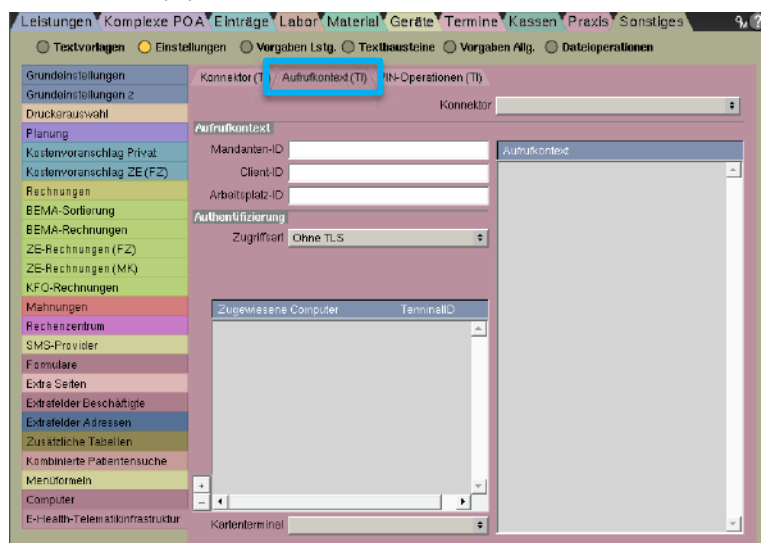 Leistungen Komplexe POA Einträge Labor Material Geräte Termine Kassen Praxis Sonstiges
Textvorlagen Einstellungen Vorgaben Lstg. Textbausteine Vorgaben Allg. Dateioperationen
Grundeinstellungen
Grundeinstellungen 2
Druckerauswahl
Planung
Kostenvoranschlag Privat
Kostenvoranschlag ZE (FZ)
Rechnungen
BEMA-Sortierung
BEMA-Rechnungen
ZE-Rechnungen (FZ)
ZE-Rechnungen (MK)
KFO-Rechnungen
Mahnungen
Rechenzentrum
SMS-Provider
Formulare
Extra Seiten
Extrafelder Beschäftigte
Extrafelder Adressen
Zusätzliche Tabellen
Kombinierte Patientensuche
Menüformeln
Computer
E-Health-Telematikinfrastruktur
Konnektor (TI) Aufrufkontext (TI) PIN-Operationen (TI)
Konnektor
Aufrufkontext
Mandanten-ID
Client-ID
Arbeitsplatz-ID
Authentifizierung
Zugriffsart Ohne TLS
Zugewiesene Computer TerminalID
Kartenterminal
Aufrufkontext